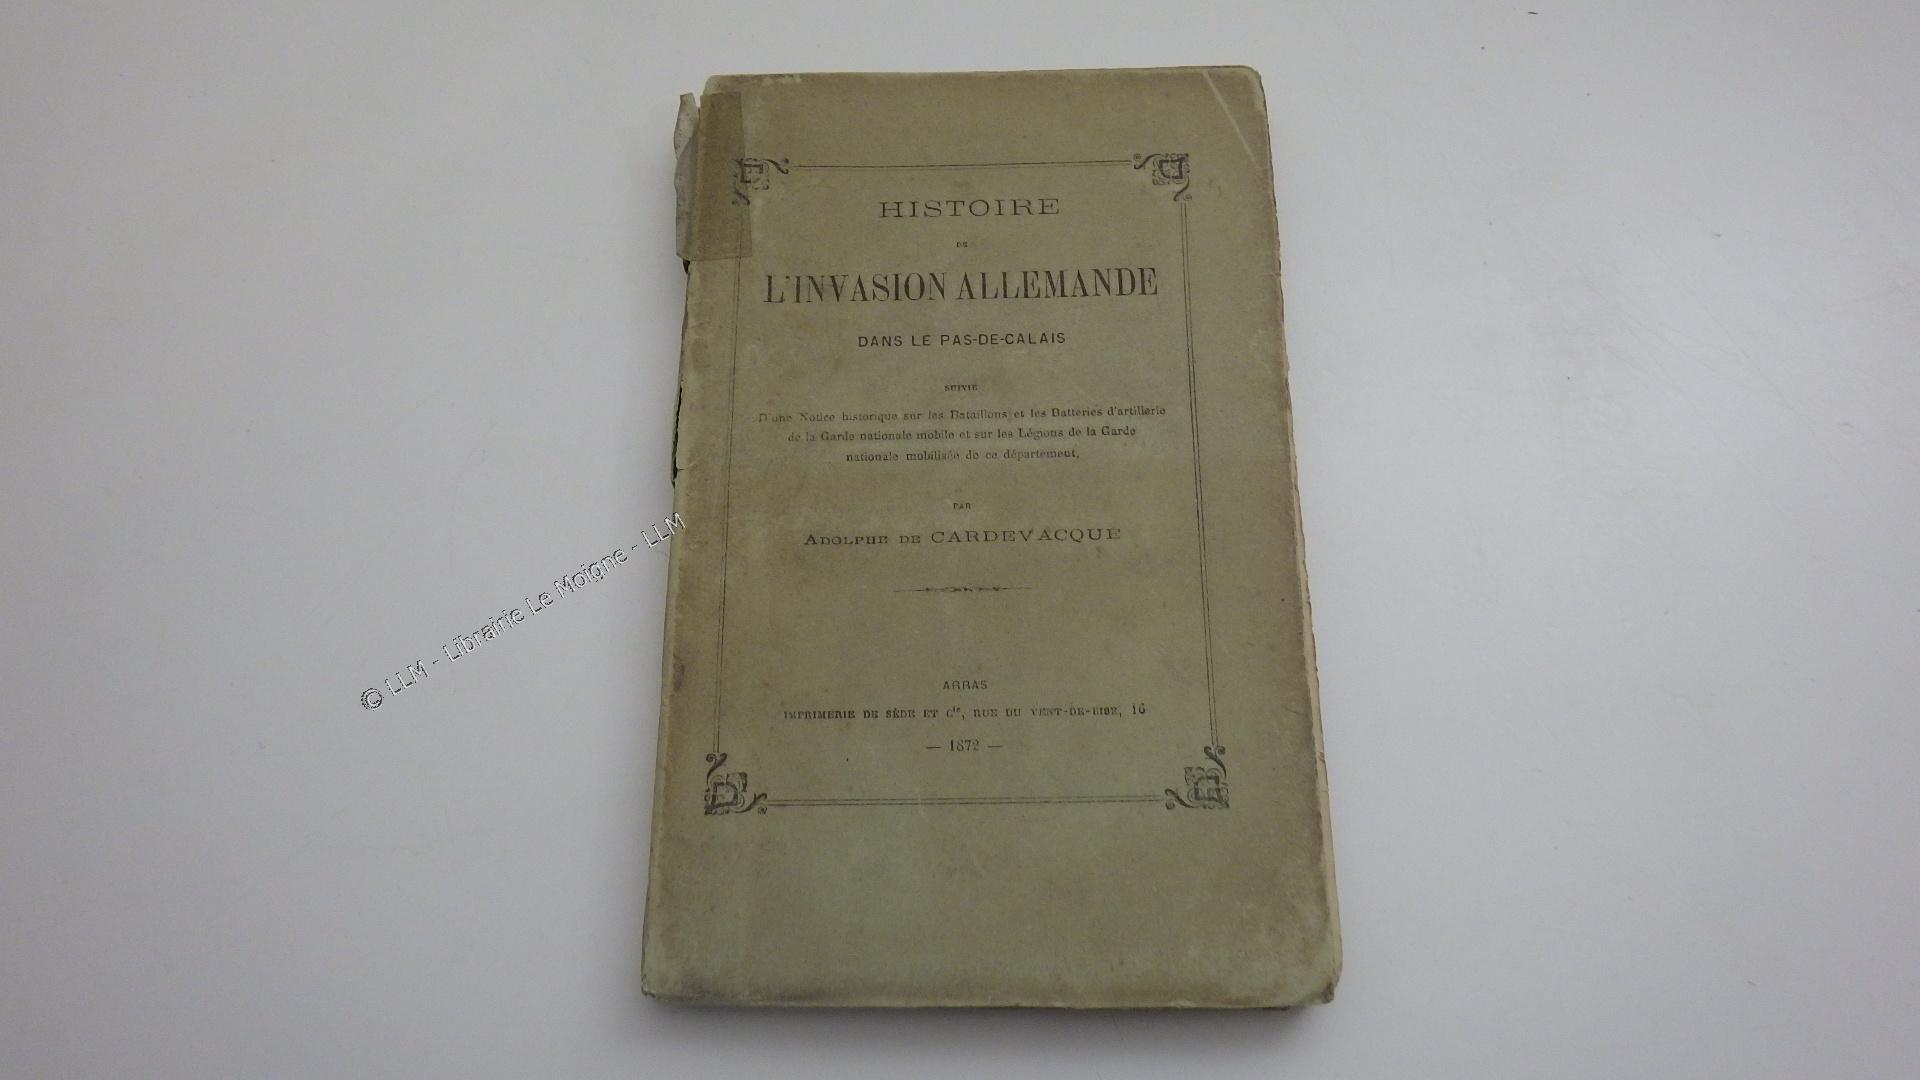 HISTOIRE
DE
L'INVASION ALLEMANDE
DANS LE PAS-DE-CALAIS
SUIVIE
D'une Notice historique sur les Bataillons et les Batteries d'artillerie
de la Garde nationale mobile et sur les Légions de la Garde
nationale mobilisée de ce département,
PAR
ADOLPHE DE CARDEVACQUE
ARRAS
IMPRIMERIE DE SÈDE ET Cie, RUE DU VENT-DE-BISE, 16
— 1872 —
© LLM - Librairie Le Moigne - LLM